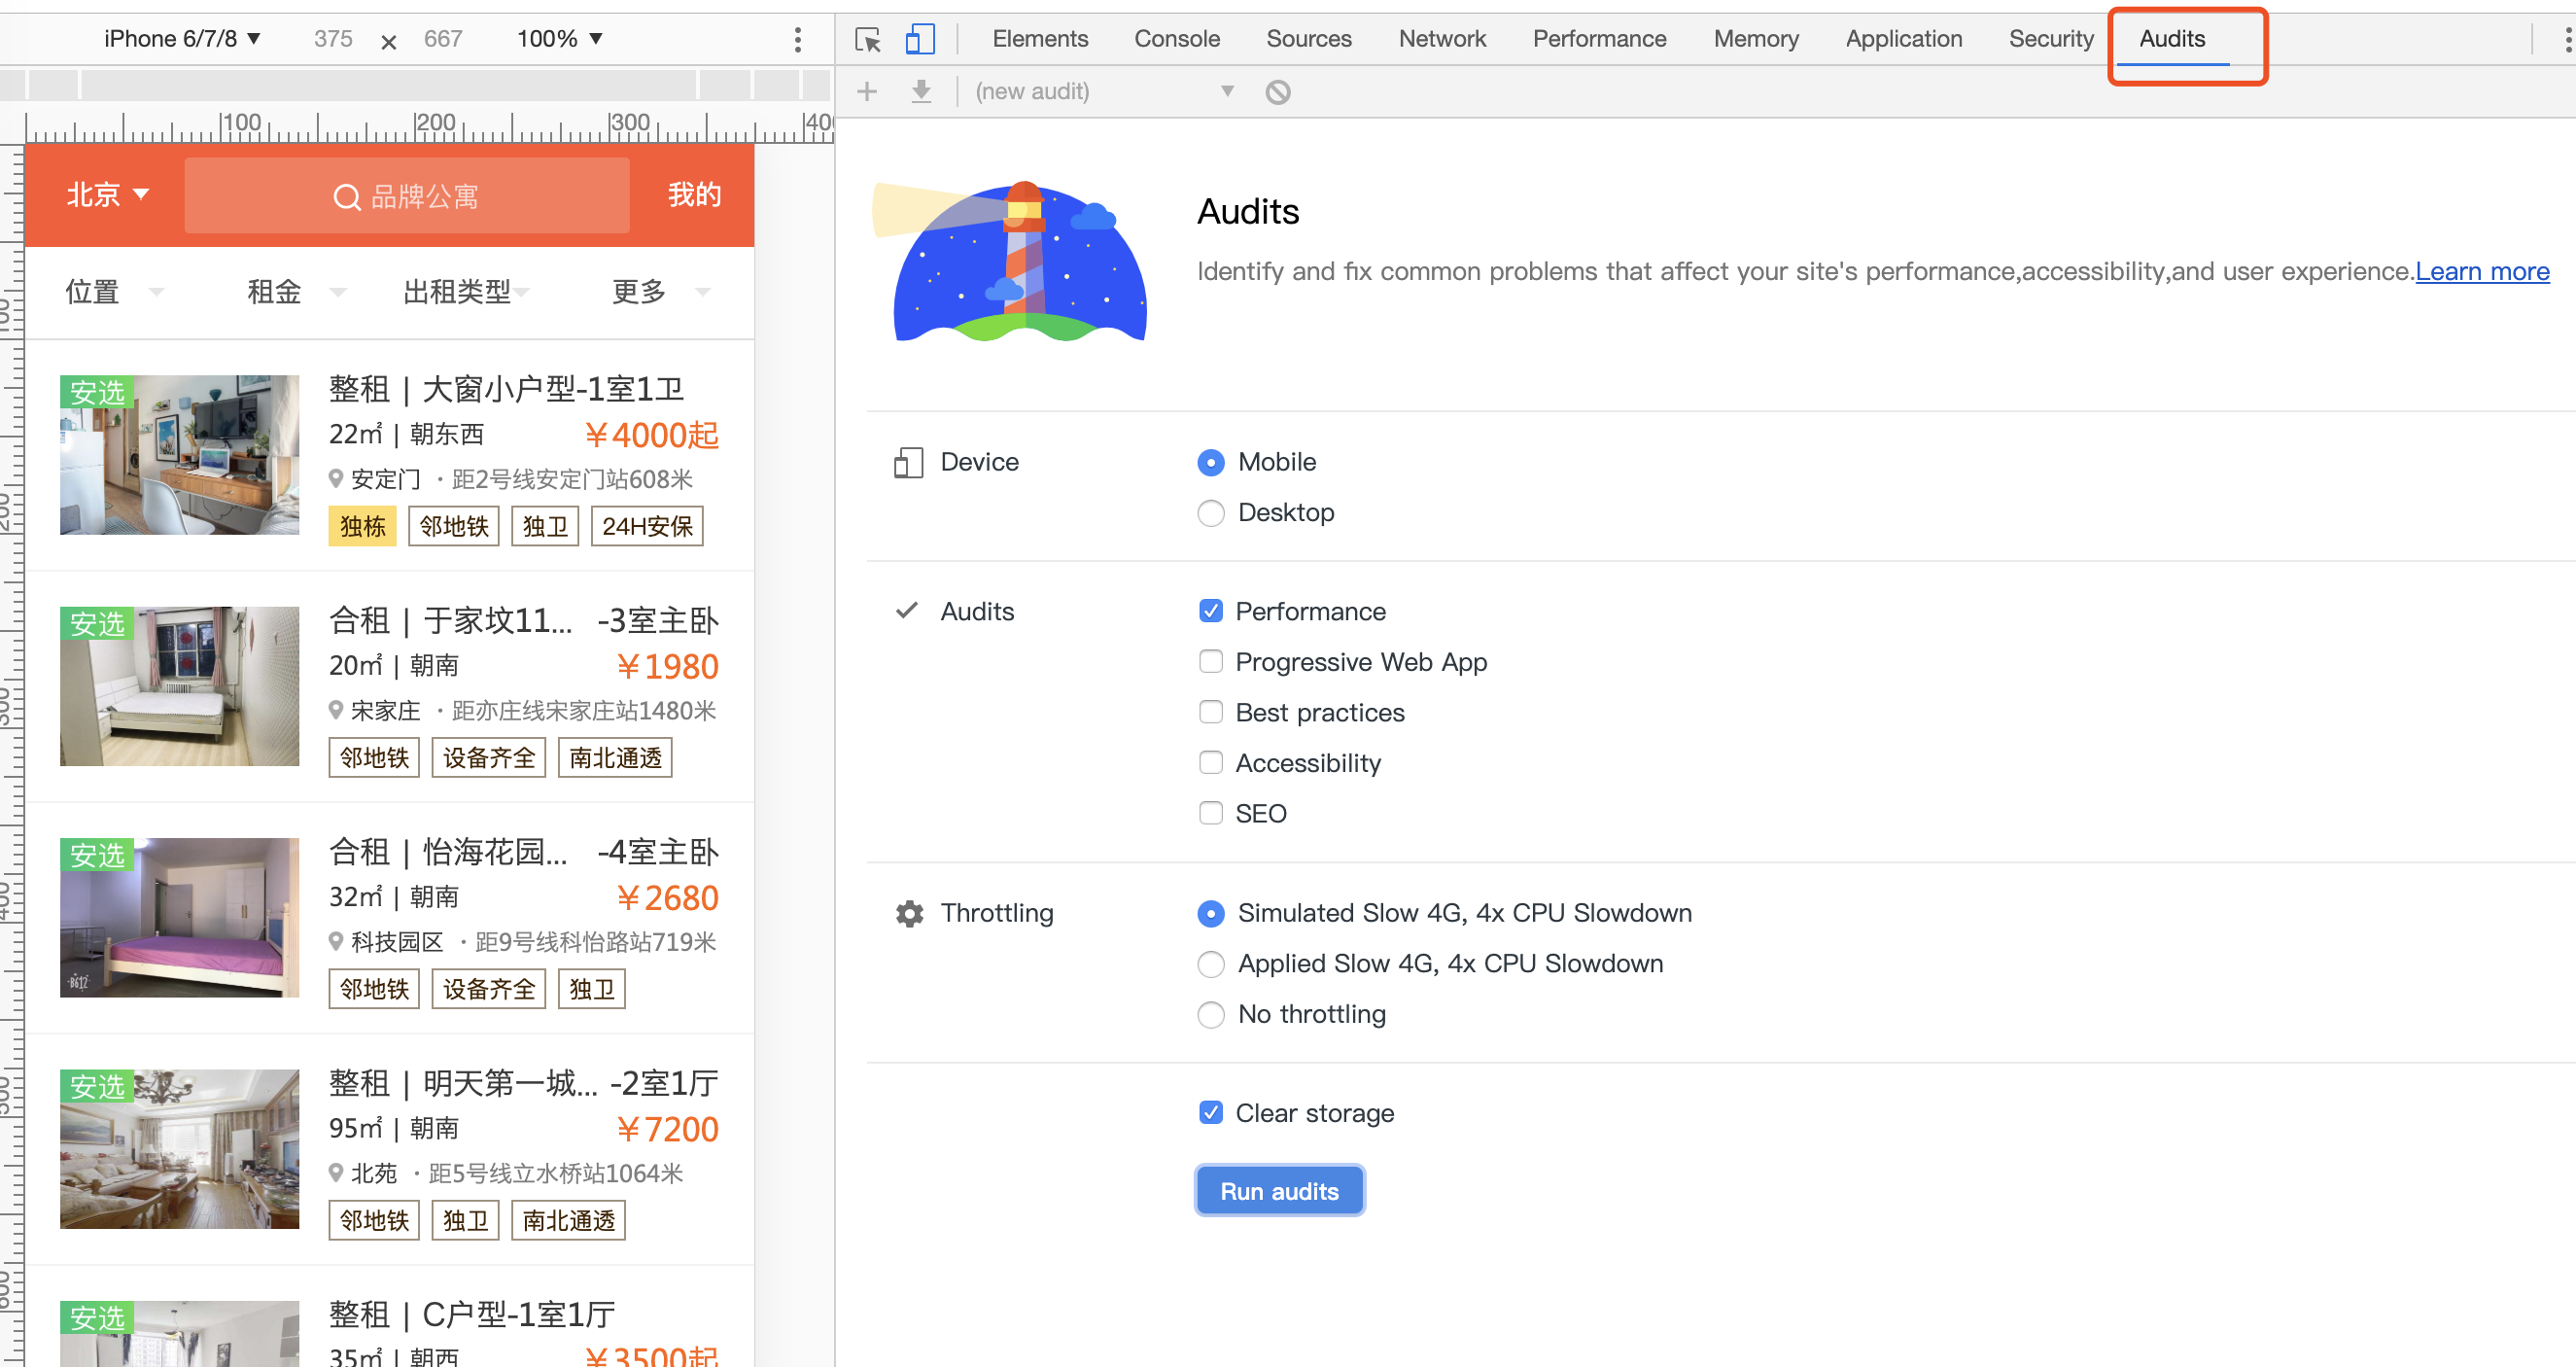 iPhone 6/7/8 ▼ 375 × 667 100% ▼
Elements Console Sources Network Performance Memory Application Security Audits
(new audit) ▼
100 200 300 400
100
200
300
400
500
600
北京 品牌公寓 我的
位置 租金 出租类型 更多
安选
整租 | 大窗小户型-1室1卫
22㎡ | 朝东西 ￥4000起
安定门 · 距2号线安定门站608米
独栋 邻地铁 独卫 24H安保
安选
合租 | 于家坟11... -3室主卧
20㎡ | 朝南 ￥1980
宋家庄 · 距亦庄线宋家庄站1480米
邻地铁 设备齐全 南北通透
安选
合租 | 怡海花园... -4室主卧
32㎡ | 朝南 ￥2680
科技园区 · 距9号线科怡路站719米
B612
邻地铁 设备齐全 独卫
安选
整租 | 明天第一城... -2室1厅
95㎡ | 朝南 ￥7200
北苑 · 距5号线立水桥站1064米
邻地铁 独卫 南北通透
安选
整租 | C户型-1室1厅
35㎡ | 朝西 ￥3500起
Audits
Identify and fix common problems that affect your site's performance,accessibility,and user experience.Learn more
Device
Mobile
Desktop
Audits
Performance
Progressive Web App
Best practices
Accessibility
SEO
Throttling
Simulated Slow 4G, 4x CPU Slowdown
Applied Slow 4G, 4x CPU Slowdown
No throttling
Clear storage
Run audits